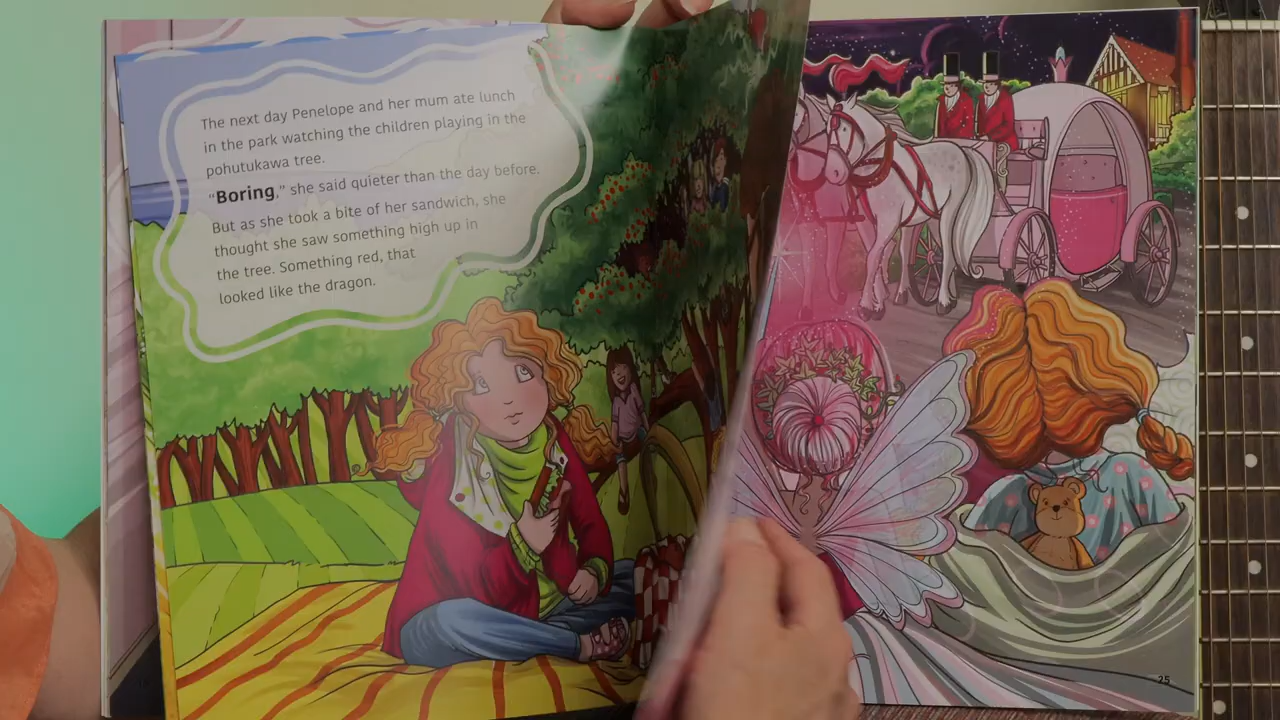 The next day Penelope and her mum ate lunch
in the park watching the children playing in the
pohutukawa tree.
"Boring," she said quieter than the day before.
But as she took a bite of her sandwich, she
thought she saw something high up in
the tree. Something red, that
looked like the dragon.
25